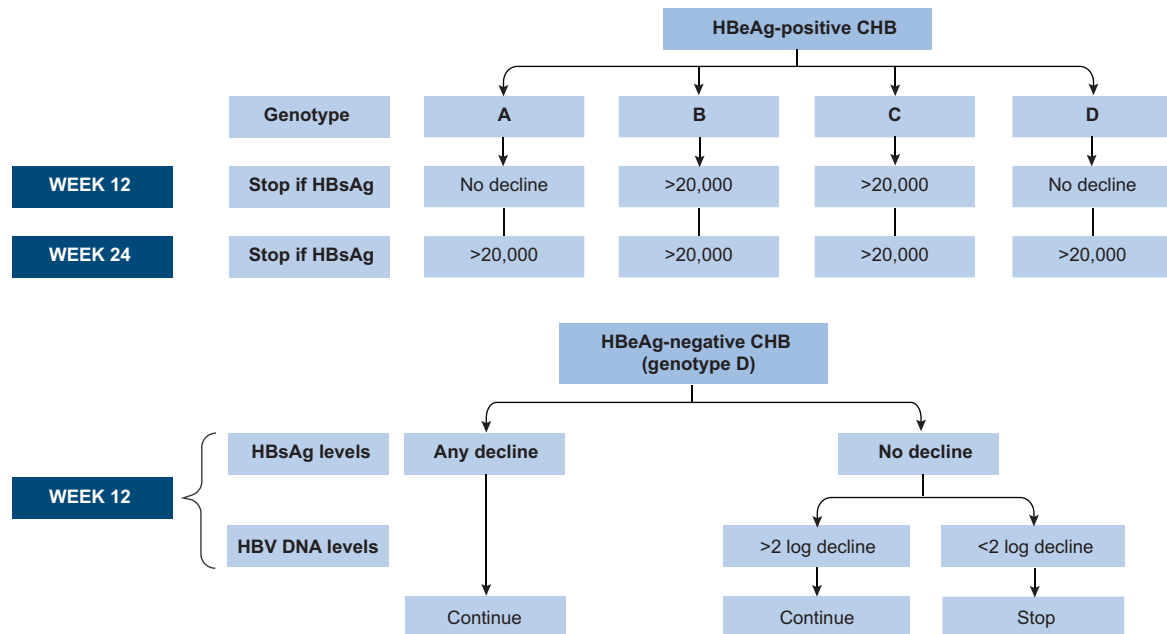 HBeAg-positive CHB
Genotype A B C D
WEEK 12 Stop if HBsAg No decline >20,000 >20,000 No decline
WEEK 24 Stop if HBsAg >20,000 >20,000 >20,000 >20,000
HBeAg-negative CHB
(genotype D)
HBsAg levels Any decline No decline
WEEK 12
HBV DNA levels >2 log decline <2 log decline
Continue Continue Stop